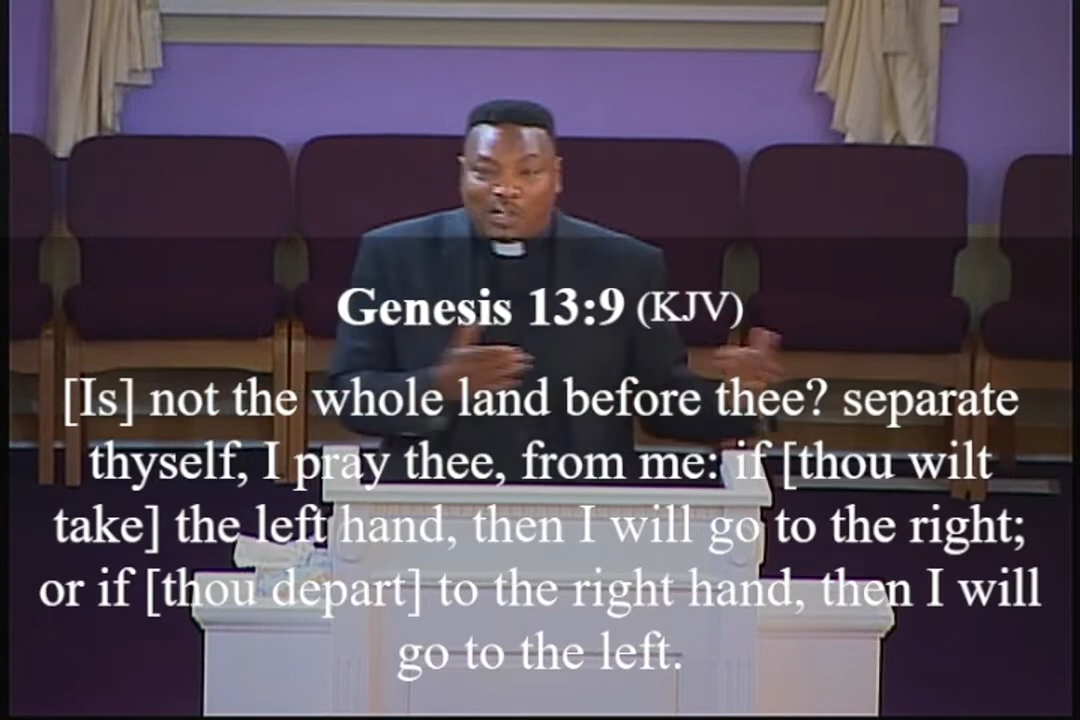 Genesis 13:9 (KJV)
[Is] not the whole land before thee? separate
thyself, I pray thee, from me: if [thou wilt
take] the left hand, then I will go to the right;
or if [thou depart] to the right hand, then I will
go to the left.